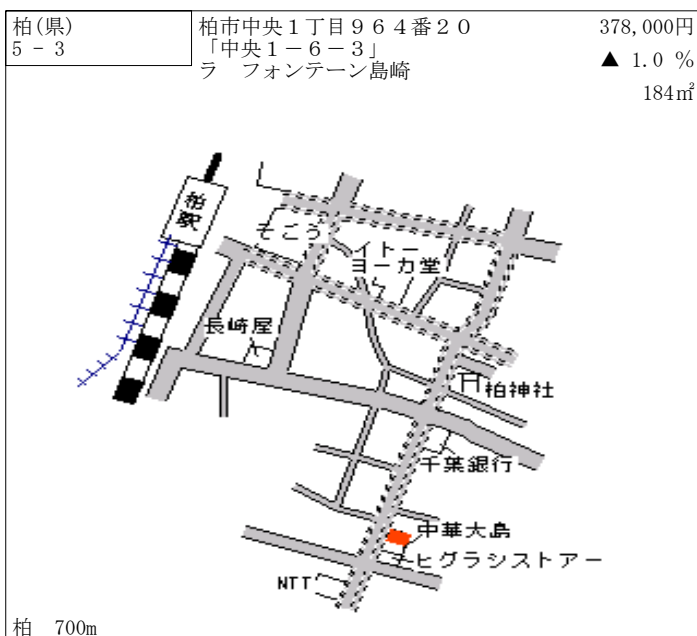 柏(県)
5 - 3
柏市中央１丁目９６４番20
「中央１−６−３」
ラ　フォンテーン島崎
378,000円
▲ 1.0 %
184㎡
柏駅
そごう
イトー
ヨーカ堂
長崎屋
柏神社
千葉銀行
中華大島
ヒグラシストアー
NTT
柏　700m